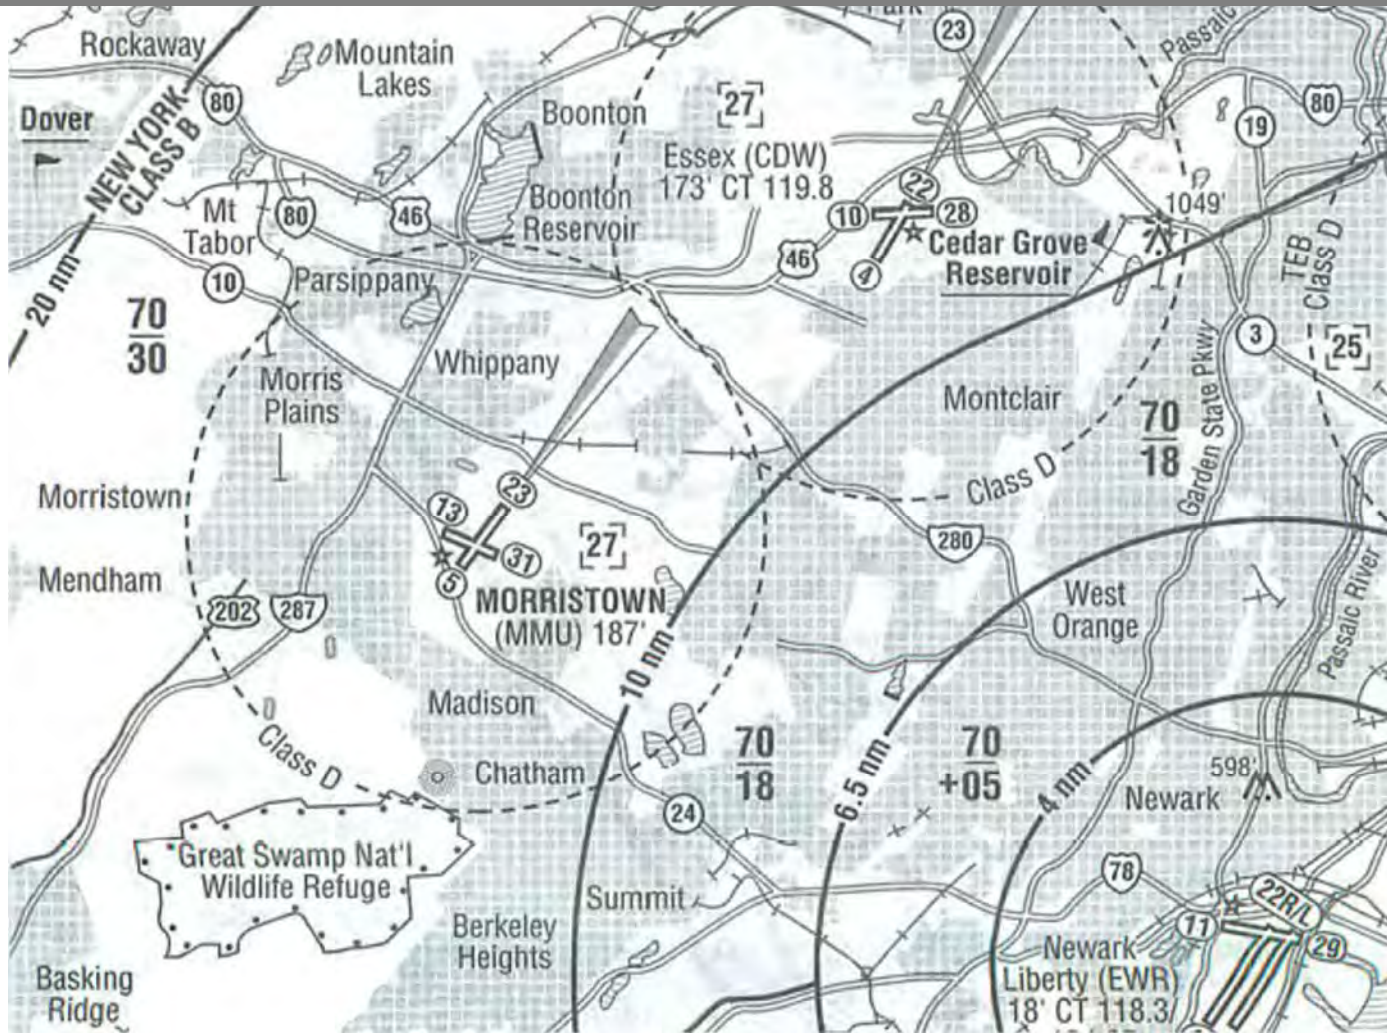 Park
23
Passaic
Rockaway
Mountain
Lakes
80
Dover
NEW YORK
CLASS B
20 nm
Boonton
27
Essex (CDW)
173' CT 119.8
19
80
Mt
Tabor
80
46
Boonton
Reservoir
10
22
28
4
46
1049'
Cedar Grove
Reservoir
TEB
Class D
10
Parsippany
70
30
3
25
Whippany
Morris
Plains
Montclair
70
18
Garden State Pkwy
Morristown
Class D
23
13
31
5
27
280
Mendham
MORRISTOWN
(MMU) 187'
202
287
West
Orange
Passaic River
10 nm
Madison
Class D
70
18
6.5 nm
70
+05
4 nm
598'
Newark
Chatham
24
Great Swamp Nat'l
Wildlife Refuge
78
Summit
22R/L
11
29
Berkeley
Heights
Newark
Liberty (EWR)
18' CT 118.3/
Basking
Ridge